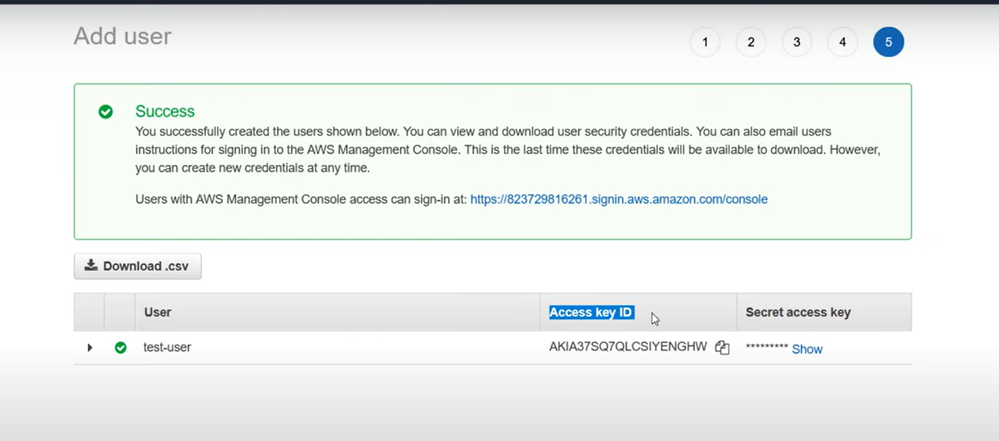 Add user
1 2 3 4 5
Success
You successfully created the users shown below. You can view and download user security credentials. You can also email users
instructions for signing in to the AWS Management Console. This is the last time these credentials will be available to download. However,
you can create new credentials at any time.
Users with AWS Management Console access can sign-in at: https://823729816261.signin.aws.amazon.com/console
Download .csv
User Access key ID Secret access key
test-user AKIA37SQ7QLCSIYENGHW ********* Show